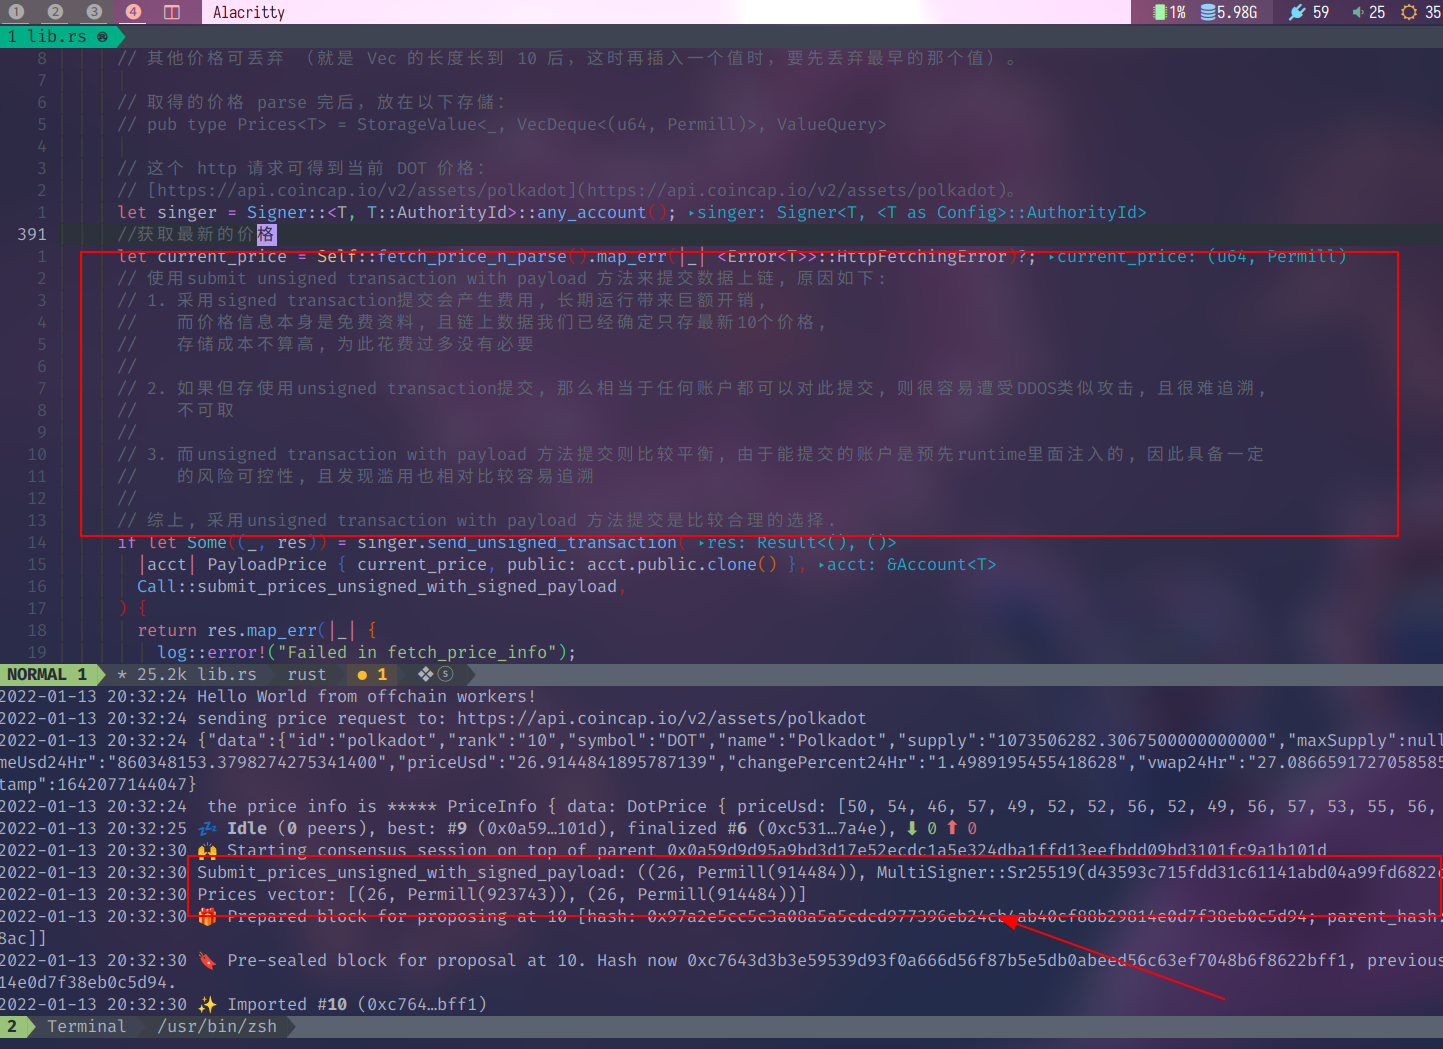 1 2 3 4 Alacritty 1% 5.98G 59 25 35
1 lib.rs
8 // 其他价格可丢弃 （就是 Vec 的长度长到 10 后，这时再插入一个值时，要先丢弃最早的那个值）。
7
6 // 取得的价格 parse 完后，放在以下存儲：
5 // pub type Prices<T> = StorageValue<_, VecDeque<(u64, Permill)>, ValueQuery>
4
3 // 这个 http 请求可得到当前 DOT 价格：
2 // [https://api.coincap.io/v2/assets/polkadot](https://api.coincap.io/v2/assets/polkadot)。
1 let singer = Signer::<T, T::AuthorityId>::any_account(); ‣singer: Signer<T, <T as Config>::AuthorityId>
391 //获取最新的价格
1 let current_price = Self::fetch_price_n_parse().map_err(|_| <Error<T>>::HttpFetchingError)?; ‣current_price: (u64, Permill)
2 // 使用submit unsigned transaction with payload 方法来提交数据上链, 原因如下:
3 // 1. 采用signed transaction提交会产生费用, 长期运行带来巨额开销,
4 // 而价格信息本身是免费资料, 且链上数据我们已经确定只存最新10个价格,
5 // 存储成本不算高, 为此花费过多没有必要
6 //
7 // 2. 如果但存使用unsigned transaction提交, 那么相当于任何账户都可以对此提交, 则很容易遭受DDOS类似攻击, 且很难追溯,
8 // 不可取
9 //
10 // 3. 而unsigned transaction with payload 方法提交则比较平衡, 由于能提交的账户是预先runtime里面注入的, 因此具备一定
11 // 的风险可控性, 且发现滥用也相对比较容易追溯
12 //
13 // 综上, 采用unsigned transaction with payload 方法提交是比较合理的选择.
14 if let Some((_, res)) = singer.send_unsigned_transaction( ‣res: Result<(), ()>
15 |acct| PayloadPrice { current_price, public: acct.public.clone() }, ‣acct: &Account<T>
16 Call::submit_prices_unsigned_with_signed_payload,
17 ) {
18 return res.map_err(|_| {
19 log::error!("Failed in fetch_price_info");
NORMAL 1 * 25.2k lib.rs rust ● 1
2022-01-13 20:32:24 Hello World from offchain workers!
2022-01-13 20:32:24 sending price request to: https://api.coincap.io/v2/assets/polkadot
2022-01-13 20:32:24 {"data":{"id":"polkadot","rank":"10","symbol":"DOT","name":"Polkadot","supply":"1073506282.3067500000000000","maxSupply":null
meUsd24Hr":"860348153.3798274275341400","priceUsd":"26.9144841895787139","changePercent24Hr":"1.4989195455418628","vwap24Hr":"27.0866591727058585
tamp":1642077144047}
2022-01-13 20:32:24 the price info is ***** PriceInfo { data: DotPrice { priceUsd: [50, 54, 46, 57, 49, 52, 52, 56, 52, 49, 56, 57, 53, 55, 56,
2022-01-13 20:32:25 💤 Idle (0 peers), best: #9 (0x0a59…101d), finalized #6 (0xc531…7a4e), ⬇ 0 ⬆ 0
2022-01-13 20:32:30 🙌 Starting consensus session on top of parent 0x0a59d9d95a9bd3d17e52ecdc1a5e324dba1ffd13eefbdd09bd3101fc9a1b101d
2022-01-13 20:32:30 Submit_prices_unsigned_with_signed_payload: ((26, Permill(914484)), MultiSigner::Sr25519(d43593c715fdd31c61141abd04a99fd6822c
2022-01-13 20:32:30 Prices vector: [(26, Permill(923743)), (26, Permill(914484))]
2022-01-13 20:32:30 🎁 Prepared block for proposing at 10 [hash: 0x97a2e5cc5c3a08a5a5cdcd977396eb24cb4ab40cf88b29814e0d7f38eb0c5d94; parent_hash:
8ac]]
2022-01-13 20:32:30 🔖 Pre-sealed block for proposal at 10. Hash now 0xc7643d3b3e59539d93f0a666d56f87b5e5db0abeed56c63ef7048b6f8622bff1, previous
14e0d7f38eb0c5d94.
2022-01-13 20:32:30 ✨ Imported #10 (0xc764…bff1)
2 Terminal /usr/bin/zsh